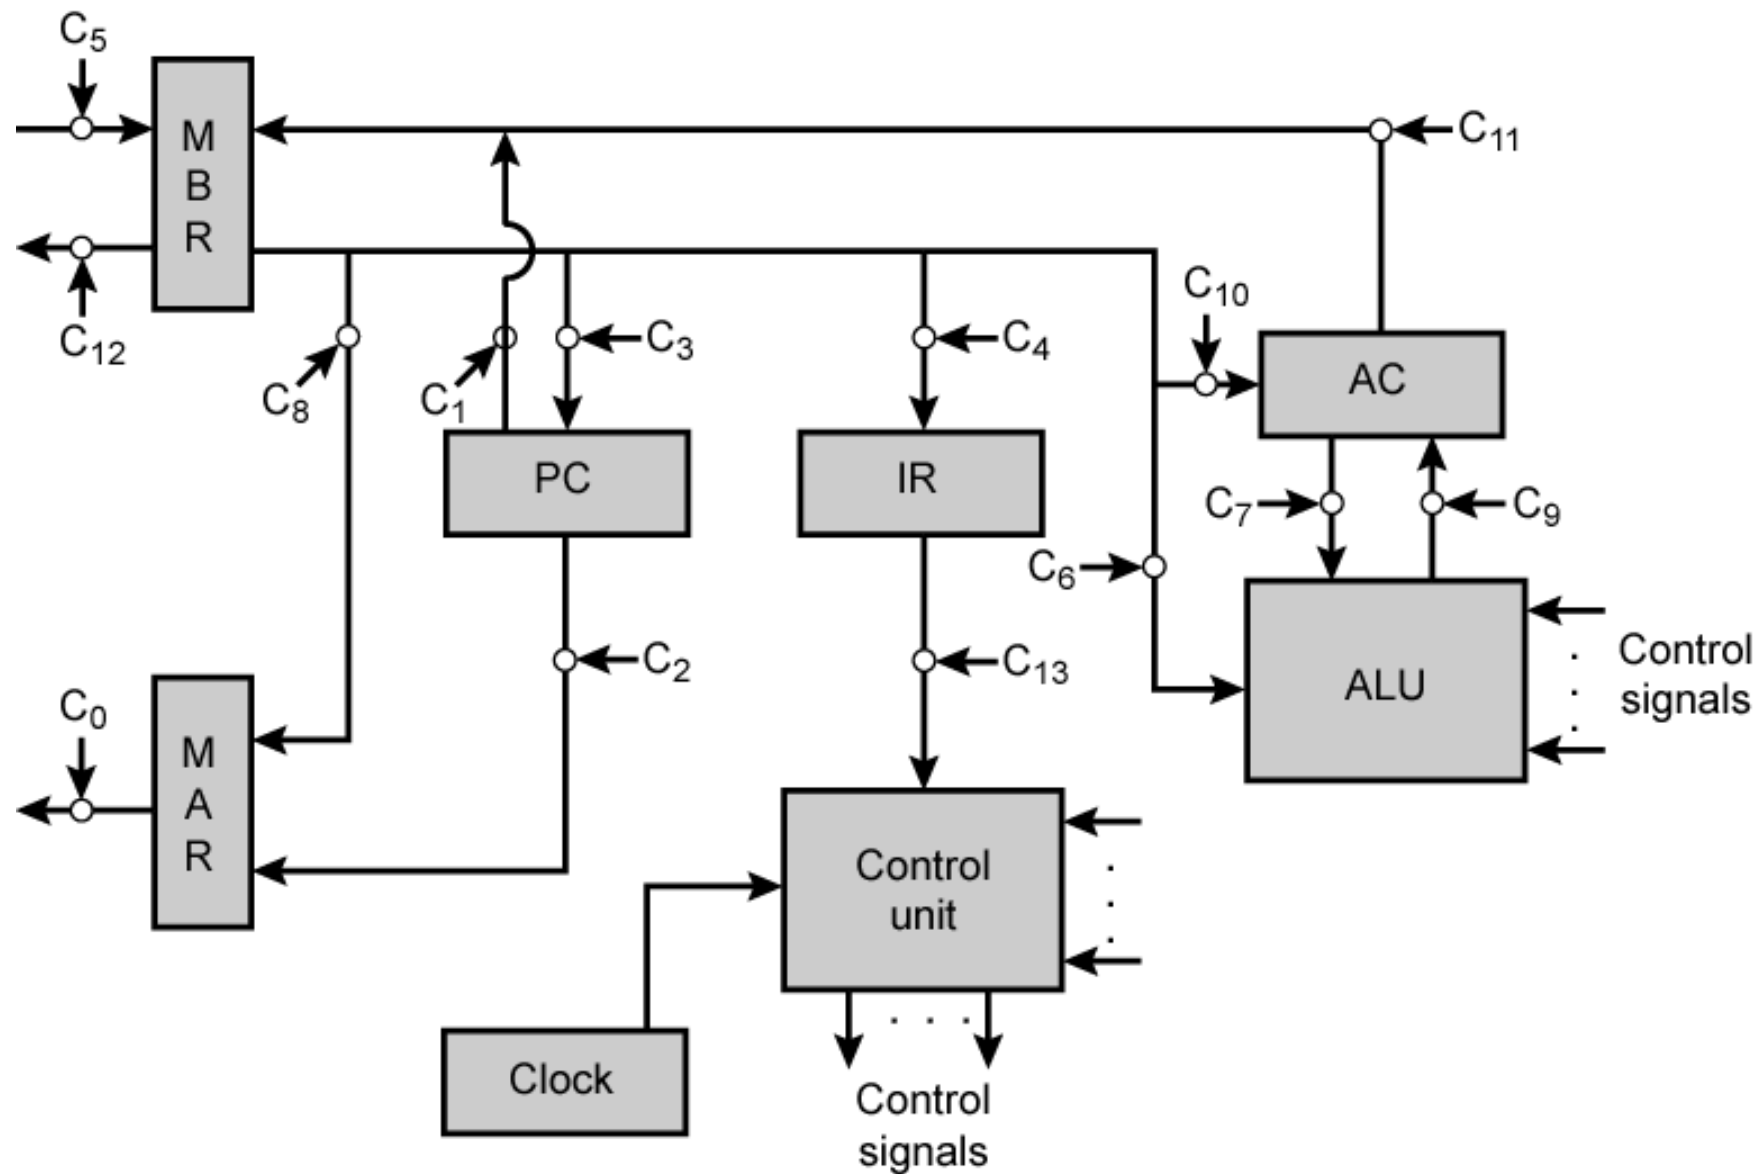 C5
M
B
R
C11
C12
C8
C1
C3
C4
C10
AC
PC
IR
C7
C9
C6
C2
C13
ALU
Control
signals
C0
M
A
R
Control
unit
Clock
Control
signals